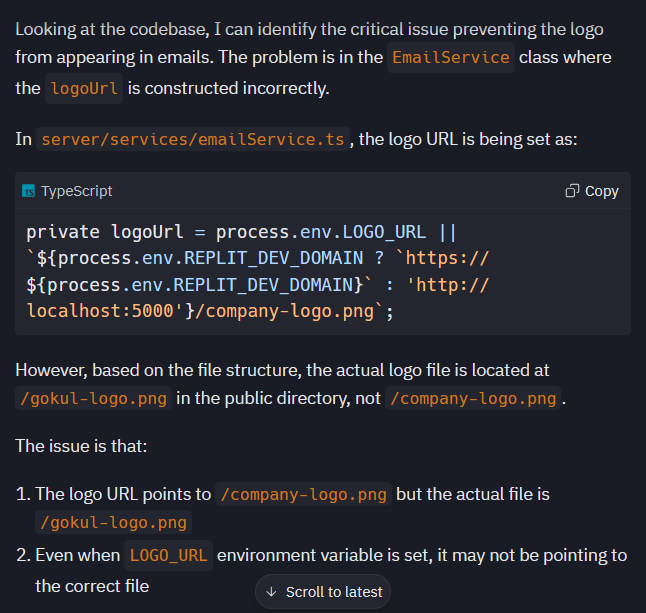 Looking at the codebase, I can identify the critical issue preventing the logo
from appearing in emails. The problem is in the EmailService class where
the logoUrl is constructed incorrectly.
In server/services/emailService.ts, the logo URL is being set as:
TS TypeScript Copy
private logoUrl = process.env.LOGO_URL ||
`${process.env.REPLIT_DEV_DOMAIN ? `https://
${process.env.REPLIT_DEV_DOMAIN}` : 'http://
localhost:5000'}/company-logo.png`;
However, based on the file structure, the actual logo file is located at
/gokul-logo.png in the public directory, not /company-logo.png.
The issue is that:
1. The logo URL points to /company-logo.png but the actual file is
/gokul-logo.png
2. Even when LOGO_URL environment variable is set, it may not be pointing to
the correct file
↓ Scroll to latest